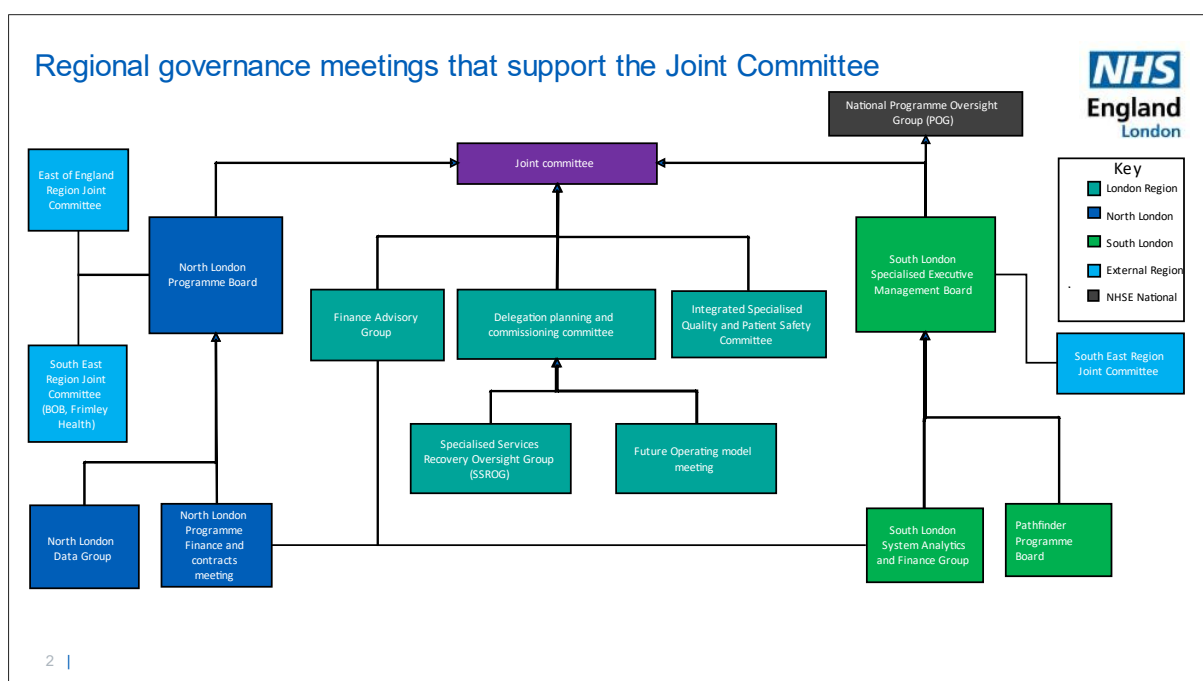 Regional governance meetings that support the Joint Committee
NHS
England
London
National Programme Oversight
Group (POG)
Joint committee
East of England
Region Joint
Committee
Key
London Region
North London
South London
External Region
.
NHSE National
North London
Programme Board
South London
Specialised Executive
Management Board
Finance Advisory
Group
Delegation planning and
commissioning committee
Integrated Specialised
Quality and Patient Safety
Committee
South East
Region Joint
Committee
(BOB, Frimley
Health)
South East Region
Joint Committee
Specialised Services
Recovery Oversight Group
(SSROG)
Future Operating model
meeting
North London
Data Group
North London
Programme
Finance and
contracts
meeting
South London
System Analytics
and Finance Group
Pathfinder
Programme
Board
2 |